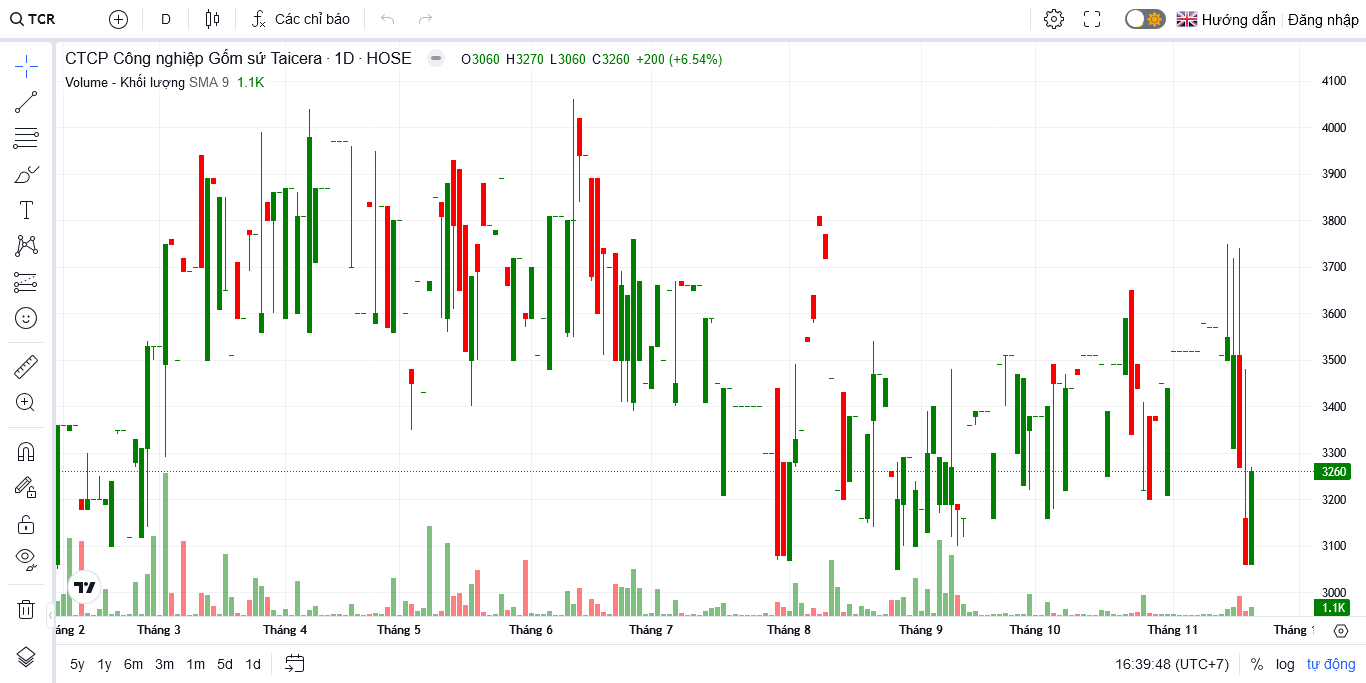 TCR D Các chỉ báo Hướng dẫn Đăng nhập
CTCP Công nghiệp Gốm sứ Taicera · 1D · HOSE O3060 H3270 L3060 C3260 +200 (+6.54%)
Volume - Khối lượng SMA 9 1.1K
4100
4000
3900
3800
3700
3600
3500
3400
3300
3260
3200
3100
3000
1.1K
áng 2 Tháng 3 Tháng 4 Tháng 5 Tháng 6 Tháng 7 Tháng 8 Tháng 9 Tháng 10 Tháng 11 Tháng 1
5y 1y 6m 3m 1m 5d 1d 16:39:48 (UTC+7) % log tự động